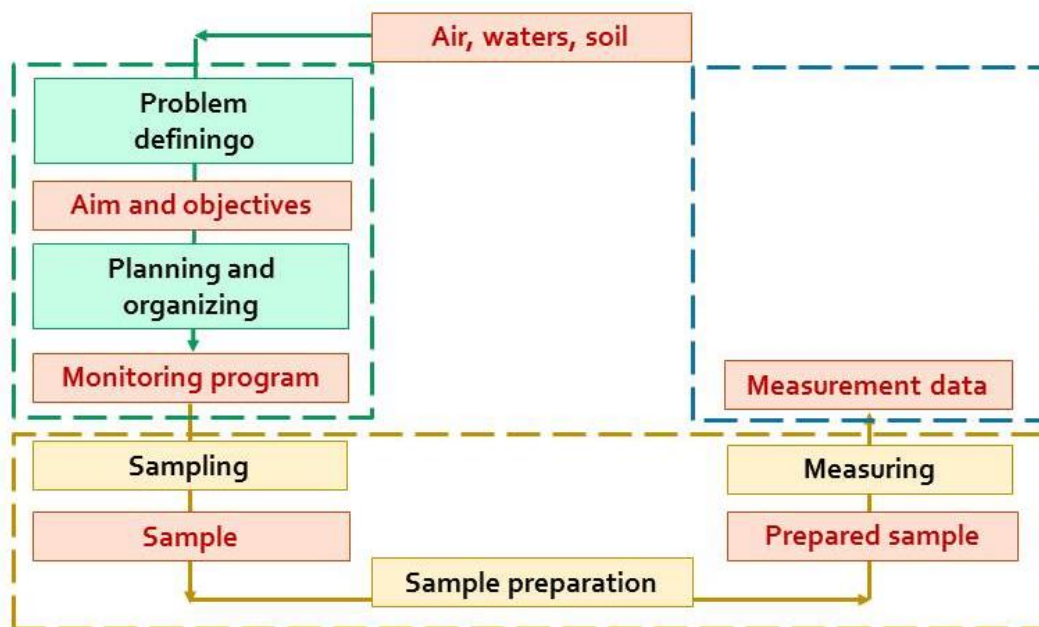 Air, waters, soil
Problem
definingo
Aim and objectives
Planning and
organizing
Monitoring program
Sampling
Sample
Sample preparation
Prepared sample
Measuring
Measurement data